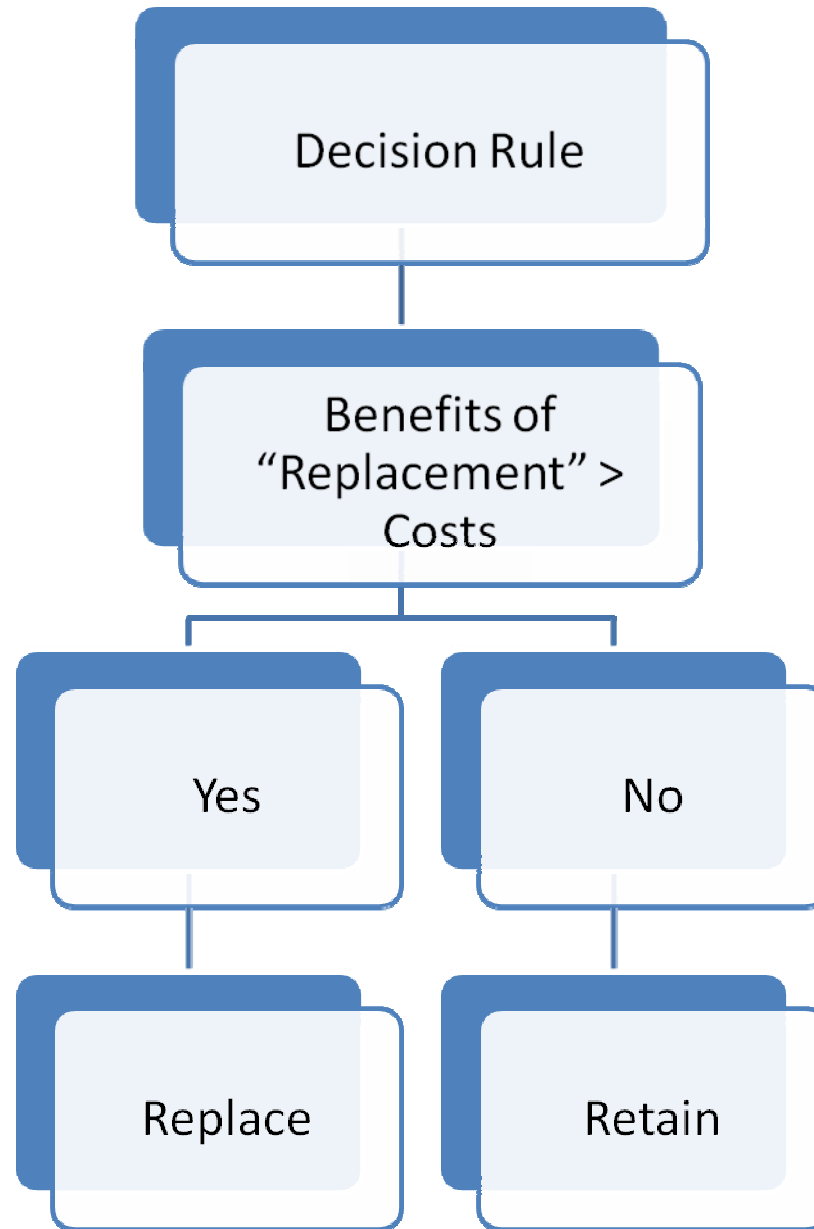 Decision Rule
Benefits of
“Replacement” >
Costs
Yes
No
Replace
Retain